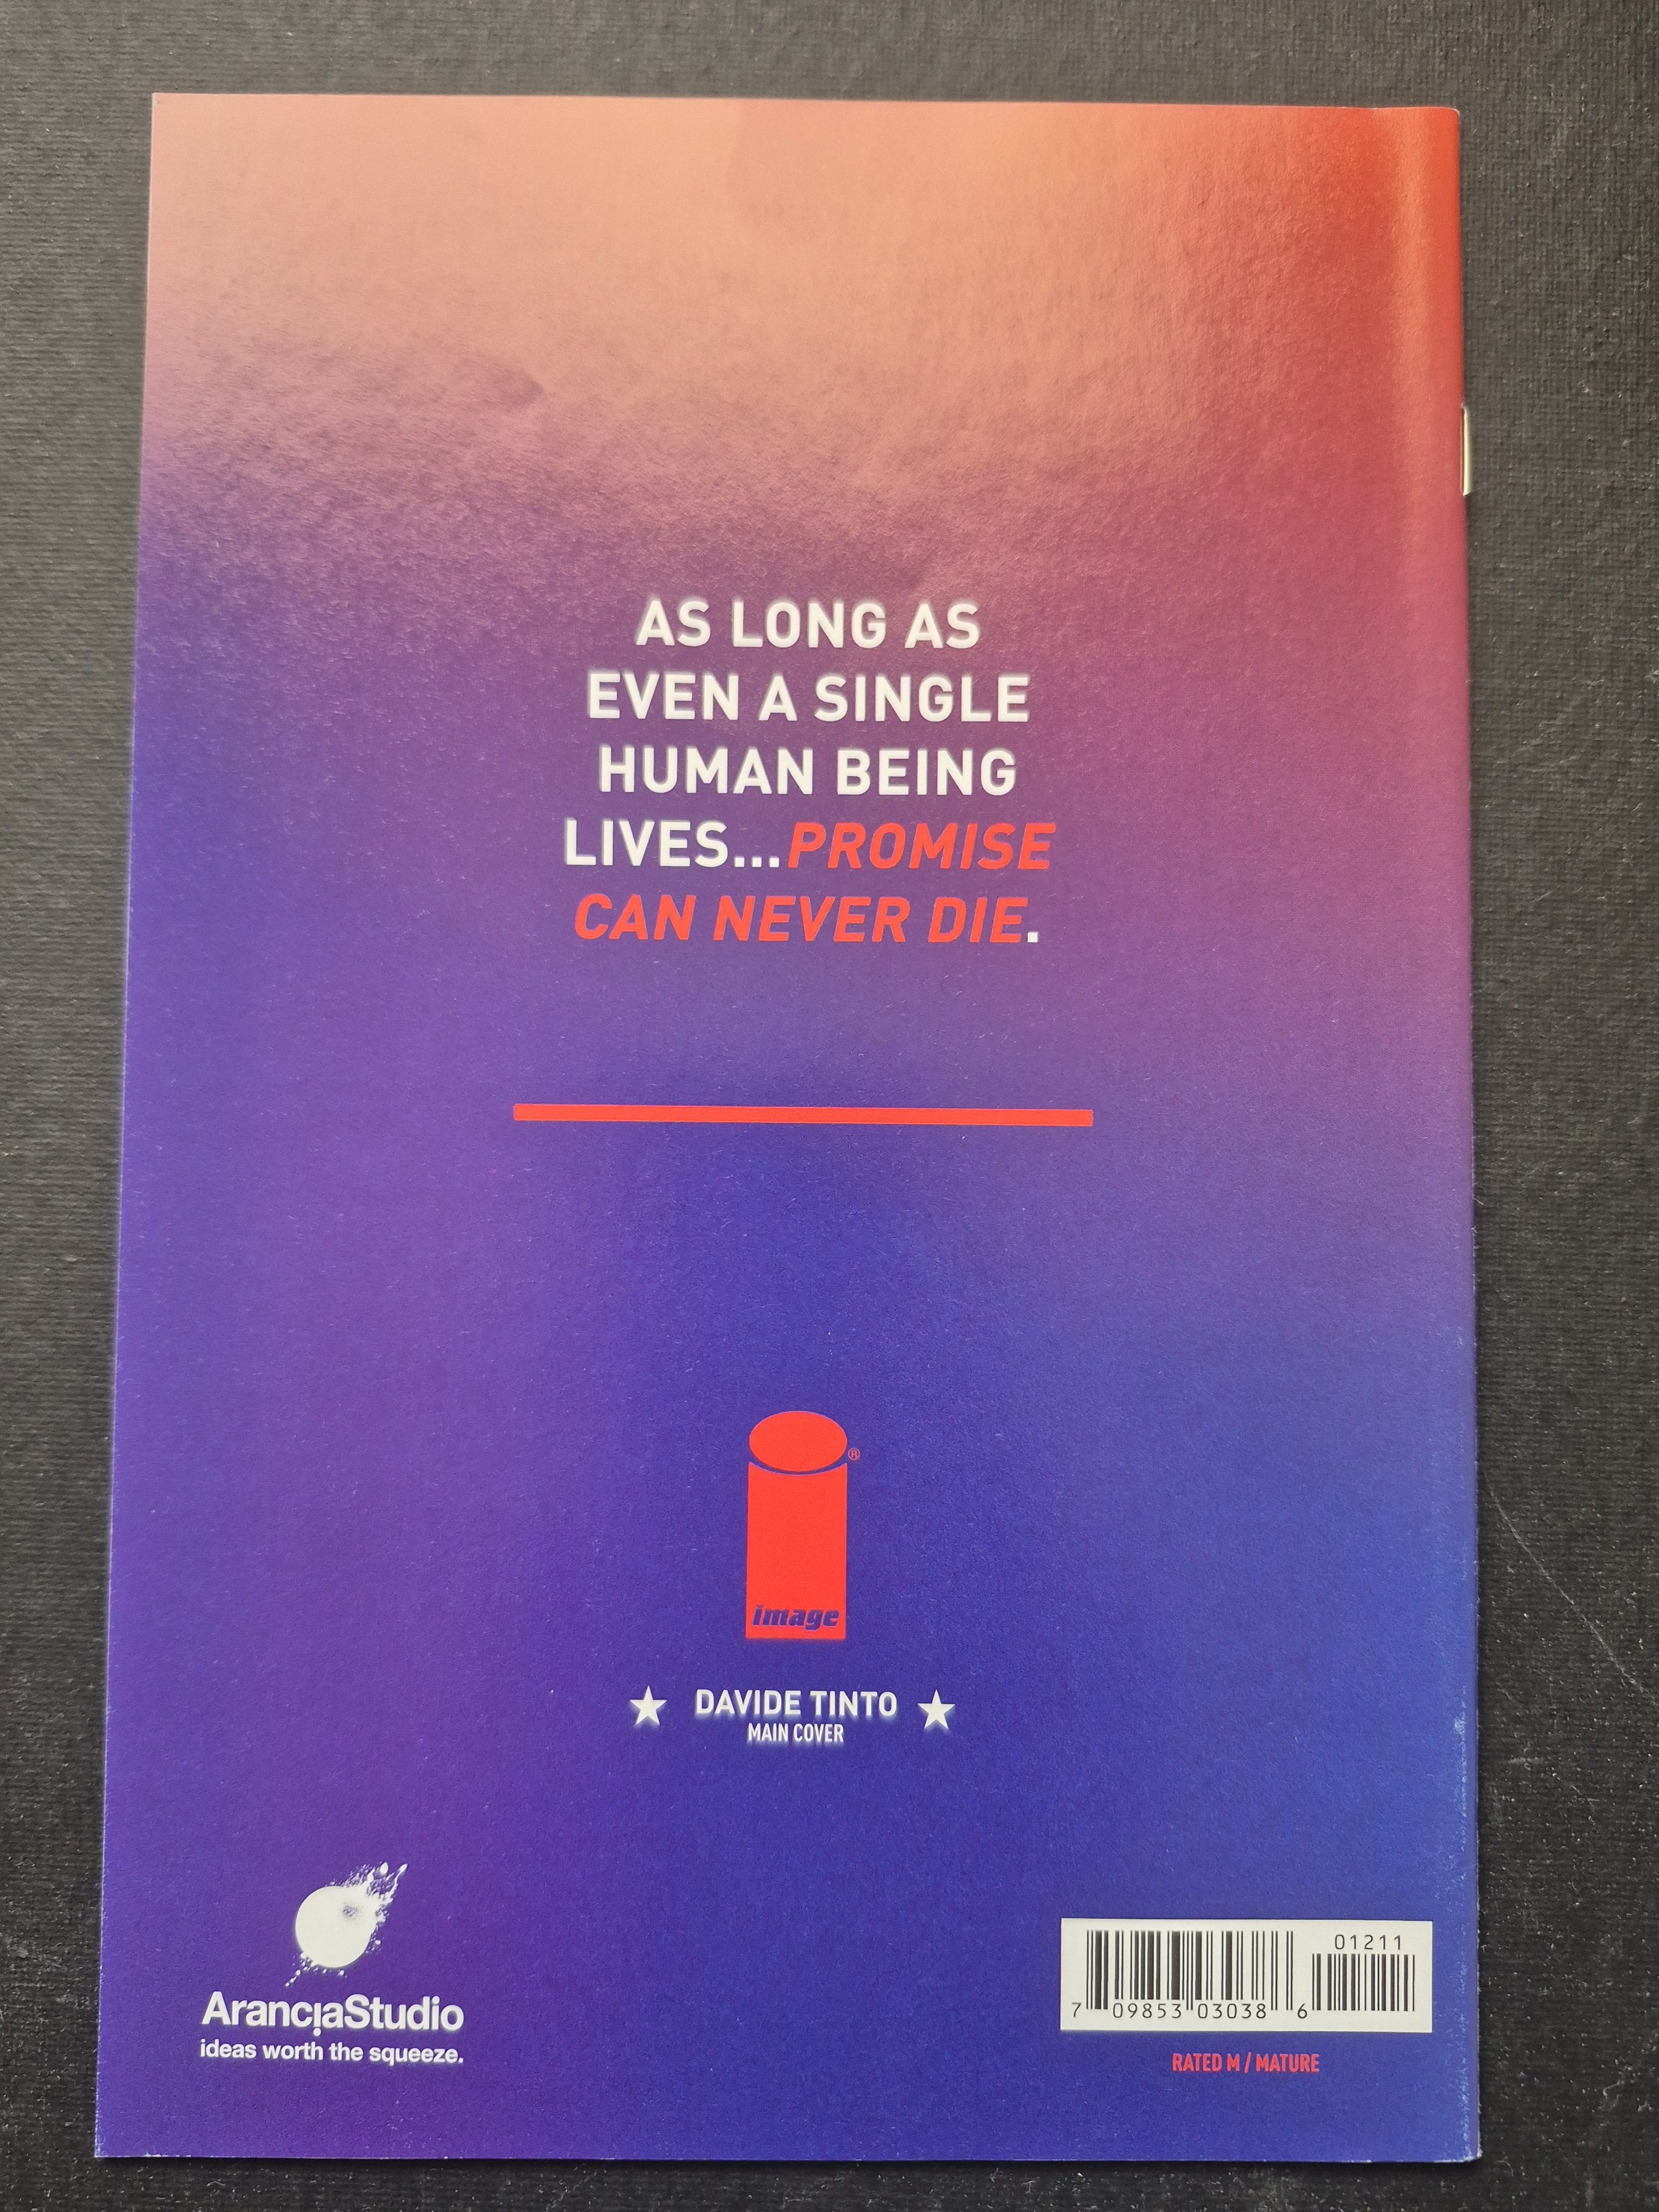 AS LONG AS
EVEN A SINGLE
HUMAN BEING
LIVES...PROMISE
CAN NEVER DIE.
®
image
★ DAVIDE TINTO ★
MAIN COVER
AranciaStudio
ideas worth the squeeze.
01211
7 09853 03038 6
RATED M / MATURE